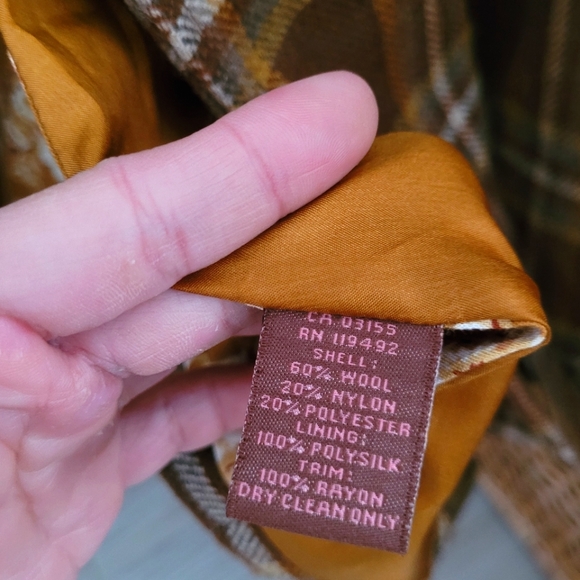 CA 03155
RN 119492
SHELL:
60% WOOL
20% NYLON
20% POLYESTER
LINING:
100% POLYSILK
TRIM:
100% RAYON
DRY CLEAN ONLY